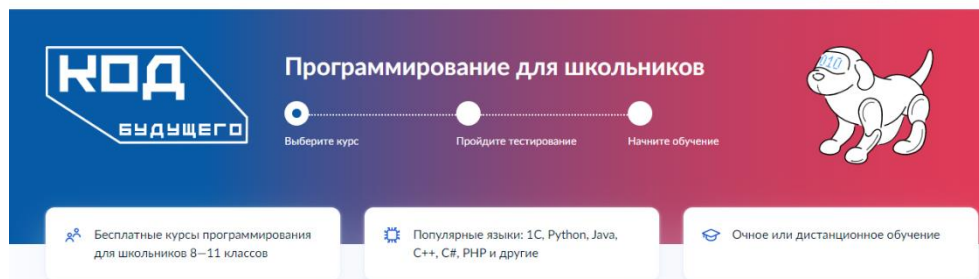 КОД
БУДУЩЕГО
Программирование для школьников
Выберите курс
Пройдите тестирование
Начните обучение
010
Бесплатные курсы программирования
для школьников 8—11 классов
Популярные языки: 1С, Python, Java,
C++, C#, PHP и другие
Очное или дистанционное обучение